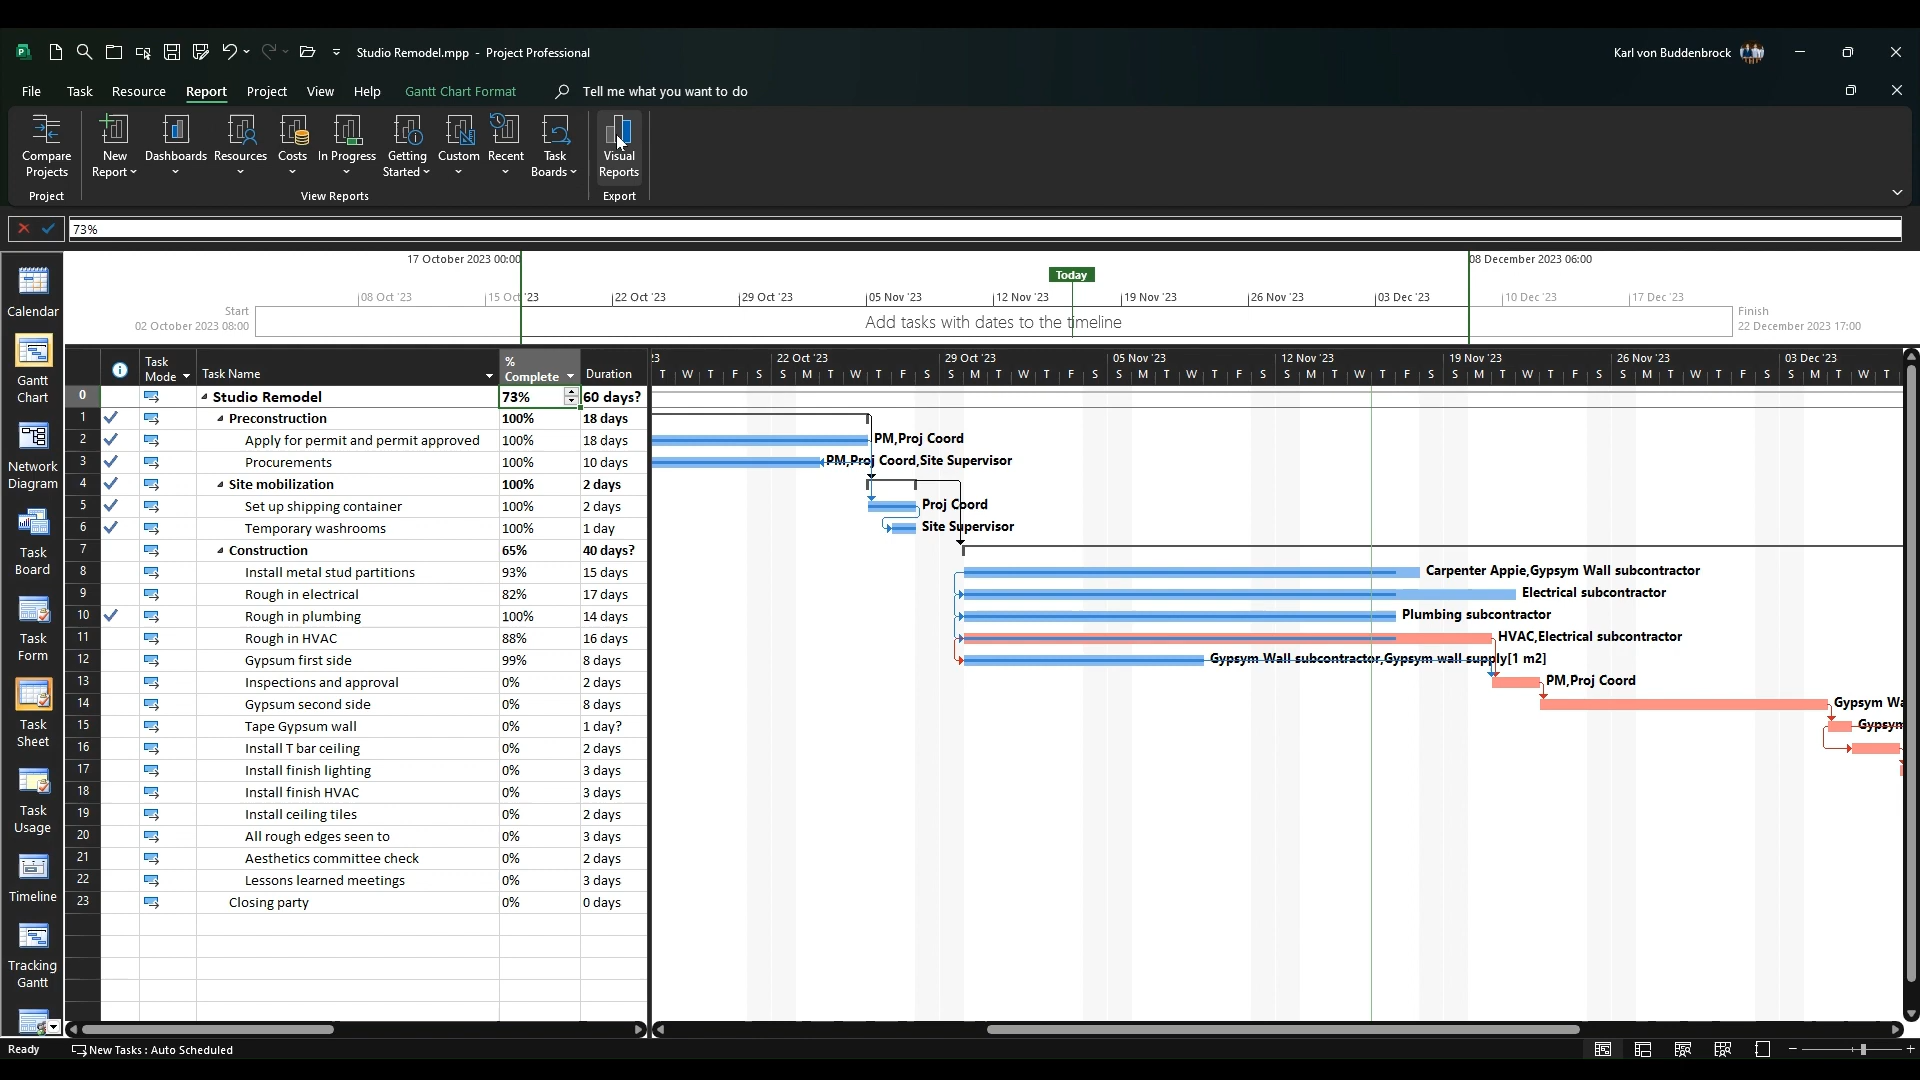 Studio Remodel.mpp - Project Professional
Karl von Buddenbrock
File Task Resource Report Project View Help Gantt Chart Format Tell me what you want to do
Compare Projects
New Report
Dashboards
Resources
Costs
In Progress
Getting Started
Custom
Recent
Task Boards
Visual Reports
Project View Reports Export
73%
17 October 2023 00:00
08 December 2023 06:00
Today
08 Oct '23 15 Oct '23 22 Oct '23 29 Oct '23 05 Nov '23 12 Nov '23 19 Nov '23 26 Nov '23 03 Dec '23 10 Dec '23 17 Dec '23
Start
02 October 2023 08:00
Add tasks with dates to the timeline
Finish
22 December 2023 17:00
Calendar
Gantt Chart
Network Diagram
Task Board
Task Form
Task Sheet
Task Usage
Timeline
Tracking Gantt
Task Mode Task Name % Complete Duration
0 Studio Remodel 73% 60 days?
1 Preconstruction 100% 18 days
2 Apply for permit and permit approved 100% 18 days
3 Procurements 100% 10 days
4 Site mobilization 100% 2 days
5 Set up shipping container 100% 2 days
6 Temporary washrooms 100% 1 day
7 Construction 65% 40 days?
8 Install metal stud partitions 93% 15 days
9 Rough in electrical 82% 17 days
10 Rough in plumbing 100% 14 days
11 Rough in HVAC 88% 16 days
12 Gypsum first side 99% 8 days
13 Inspections and approval 0% 2 days
14 Gypsum second side 0% 8 days
15 Tape Gypsum wall 0% 1 day?
16 Install T bar ceiling 0% 2 days
17 Install finish lighting 0% 3 days
18 Install finish HVAC 0% 3 days
19 Install ceiling tiles 0% 2 days
20 All rough edges seen to 0% 3 days
21 Aesthetics committee check 0% 2 days
22 Lessons learned meetings 0% 3 days
23 Closing party 0% 0 days
'23 22 Oct '23 29 Oct '23 05 Nov '23 12 Nov '23 19 Nov '23 26 Nov '23 03 Dec '23
T W T F S S M T W T F S S M T W T F S S M T W T F S S M T W T F S S M T W T F S S M T W T F S S M T W T
PM,Proj Coord
PM,Proj Coord,Site Supervisor
Proj Coord
Site Supervisor
Carpenter Appie,Gypsym Wall subcontractor
Electrical subcontractor
Plumbing subcontractor
HVAC,Electrical subcontractor
Gypsym Wall subcontractor,Gypsym wall supply[1 m2]
PM,Proj Coord
Gypsym Wa
Gypsym
Ready New Tasks : Auto Scheduled